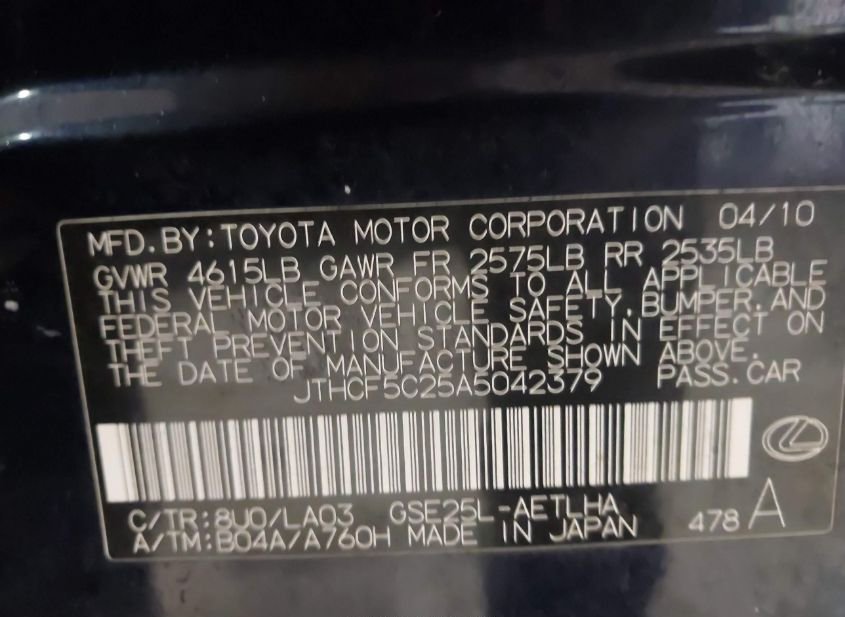 MFD.BY:TOYOTA MOTOR CORPORATION 04/10
GVWR 4615LB GAWR FR 2575LB RR 2535LB
THIS VEHICLE CONFORMS TO ALL APPLICABLE
FEDERAL MOTOR VEHICLE SAFETY,BUMPER,AND
THEFT PREVENTION STANDARDS IN EFFECT ON
THE DATE OF MANUFACTURE SHOWN ABOVE.
JTHCF5C25A5042379 PASS.CAR
C/TR:8U0/LA03 GSE25L-AETLHA
A/TM:B04A/A760H MADE IN JAPAN 478 A